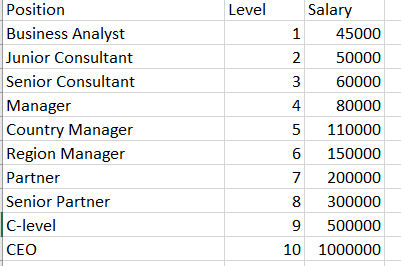 Position Level Salary
Business Analyst 1 45000
Junior Consultant 2 50000
Senior Consultant 3 60000
Manager 4 80000
Country Manager 5 110000
Region Manager 6 150000
Partner 7 200000
Senior Partner 8 300000
C-level 9 500000
CEO 10 1000000